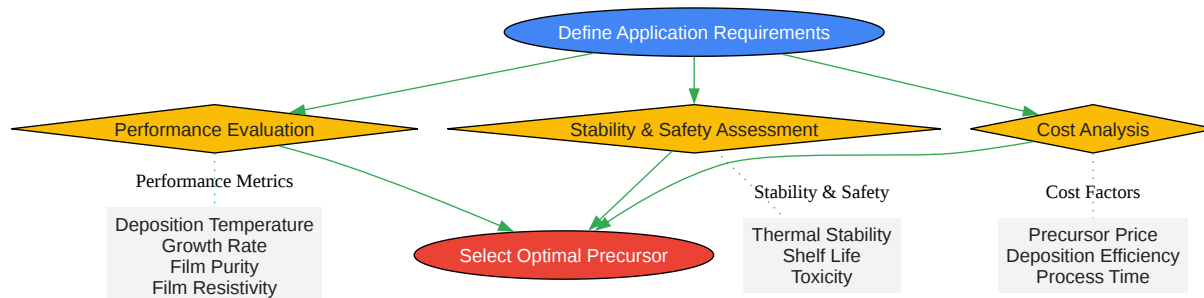 Define Application Requirements
Performance Evaluation
Stability & Safety Assessment
Cost Analysis
Performance Metrics
Stability & Safety
Cost Factors
Deposition Temperature
Growth Rate
Film Purity
Film Resistivity
Select Optimal Precursor
Thermal Stability
Shelf Life
Toxicity
Precursor Price
Deposition Efficiency
Process Time